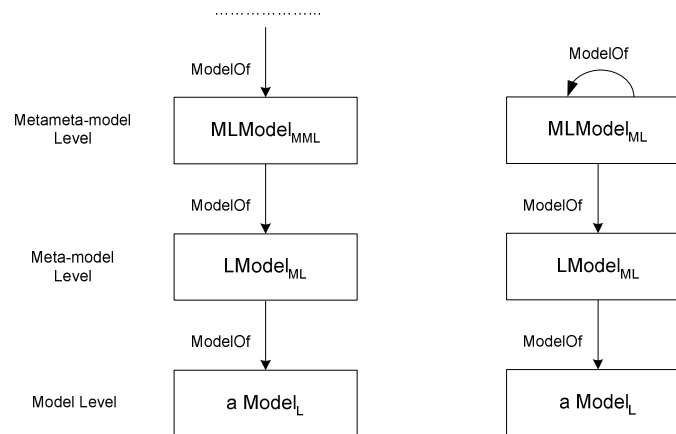 …………………
ModelOf
ModelOf
Metameta-model
Level
MLModelMML
MLModelML
ModelOf
ModelOf
Meta-model
Level
LModelML
LModelML
ModelOf
ModelOf
Model Level
a ModelL
a ModelL